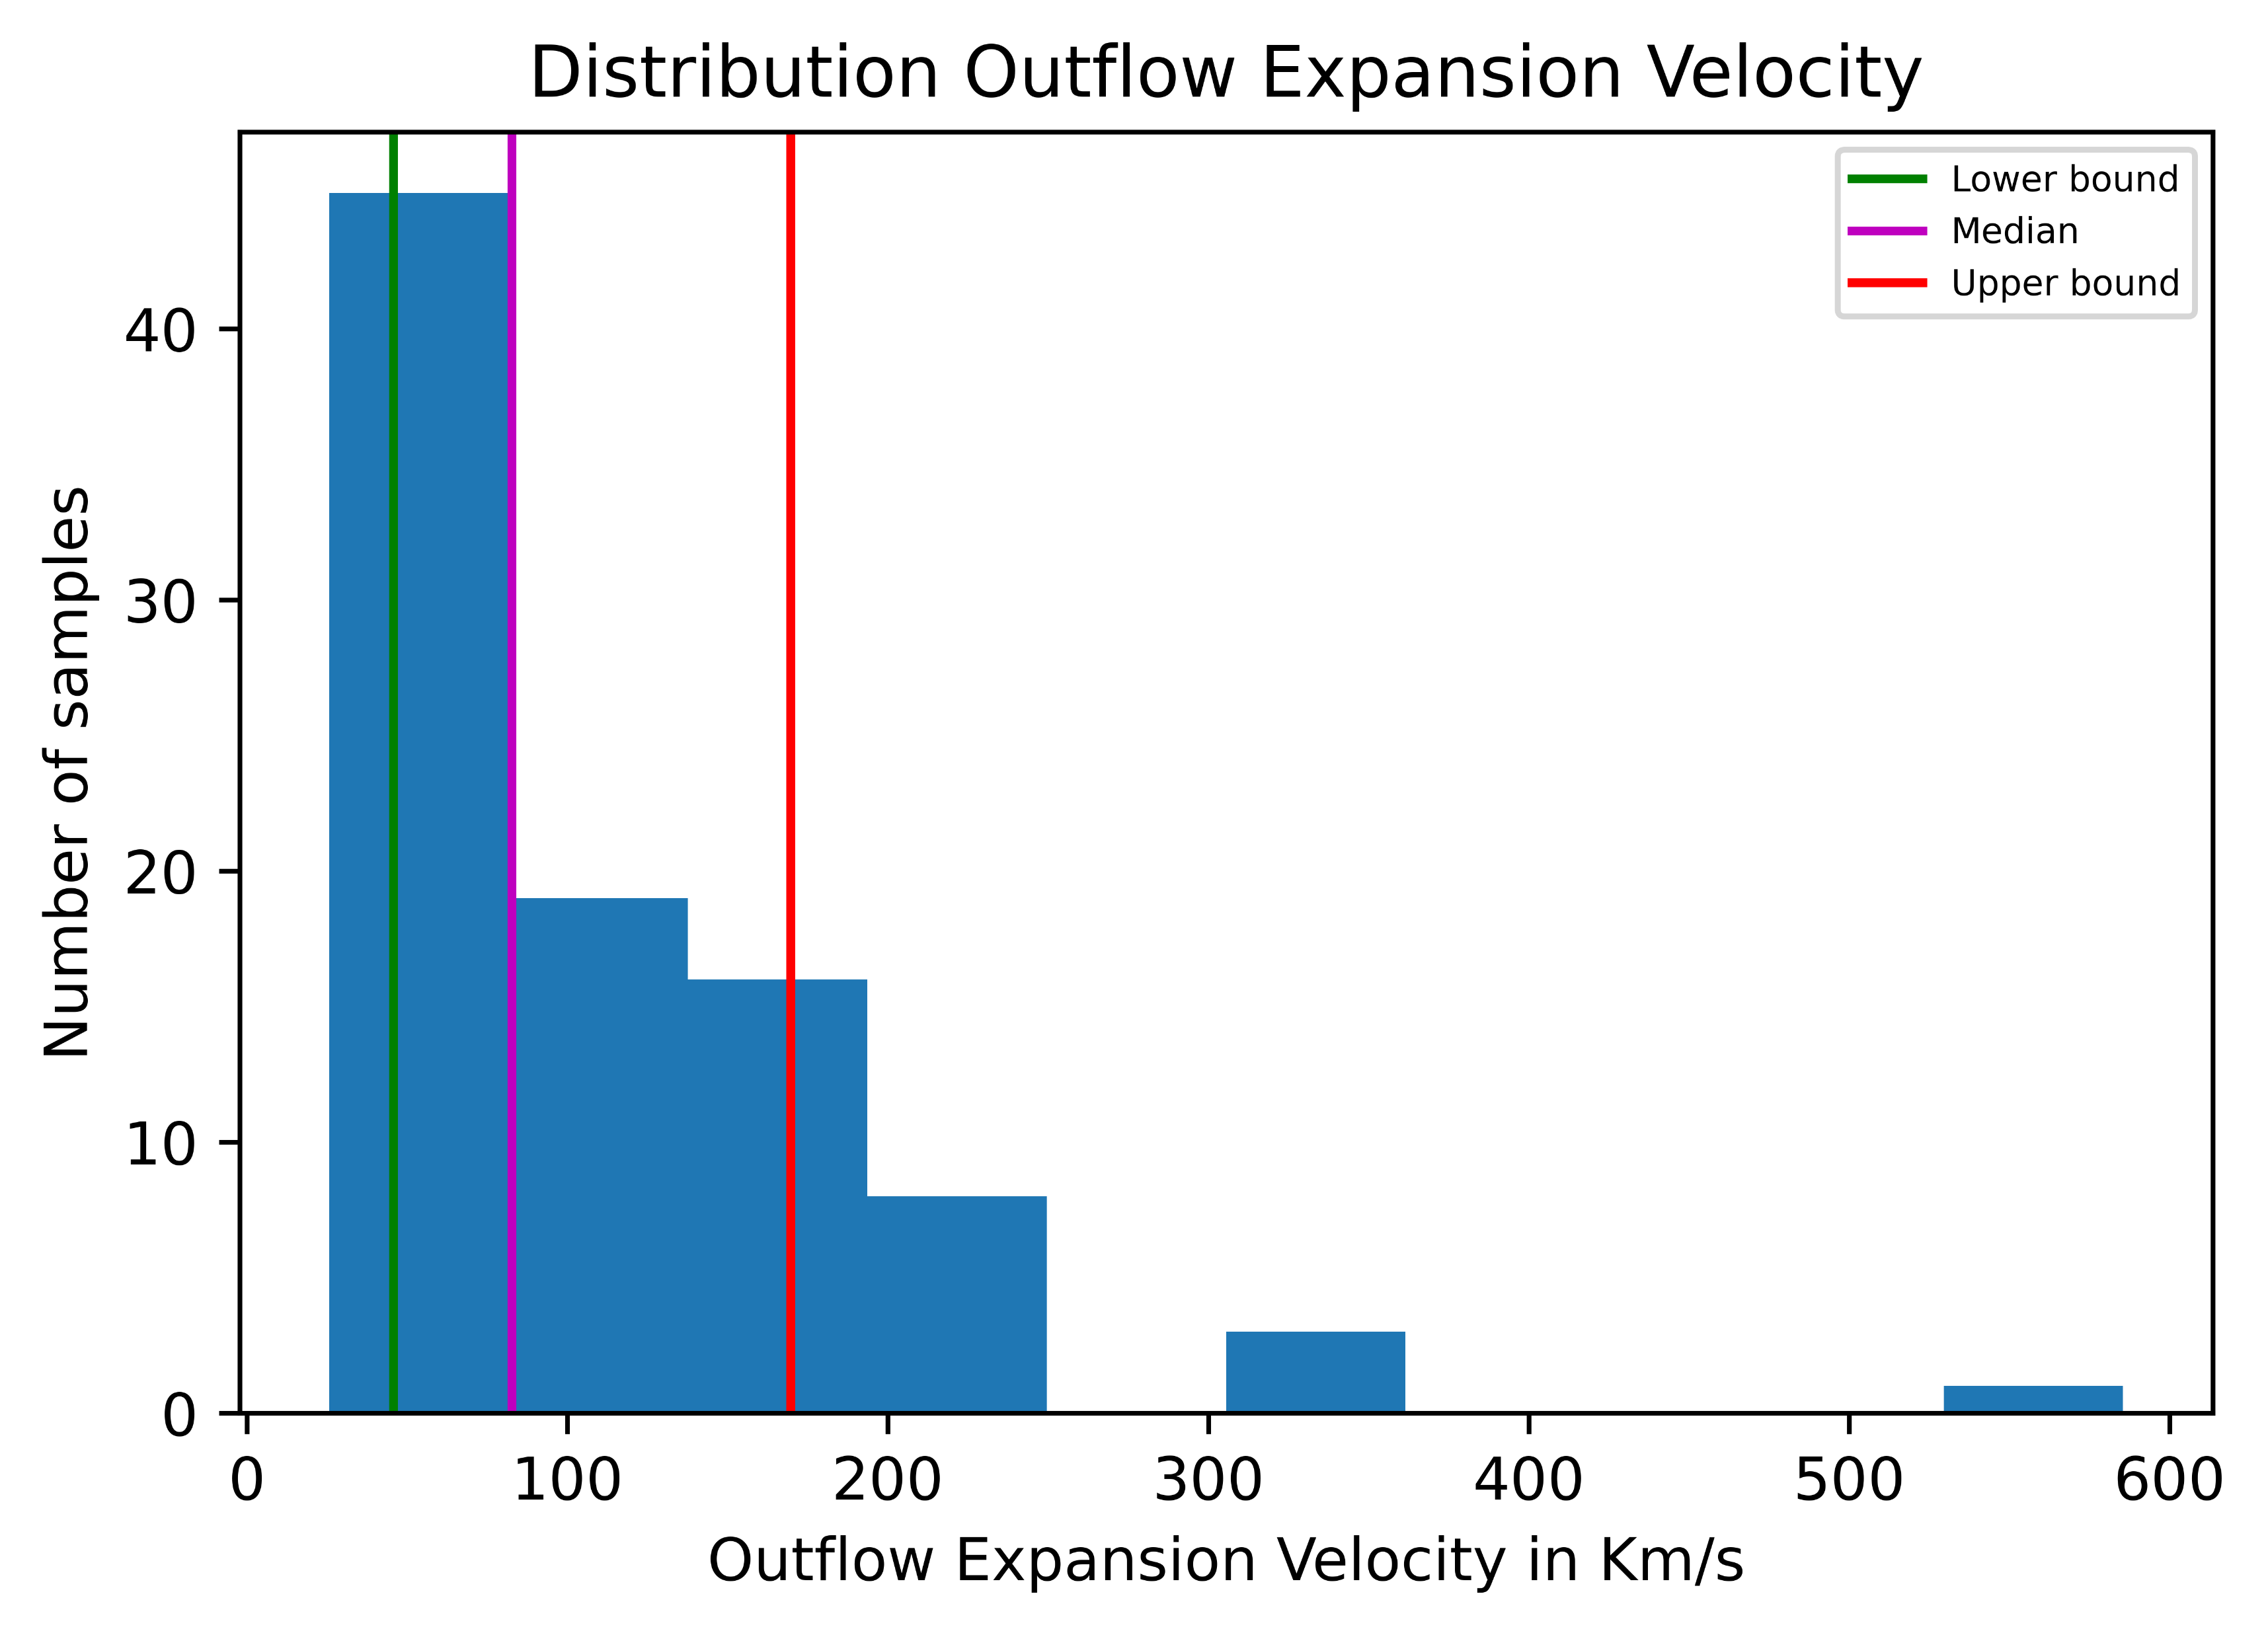 Distribution Outflow Expansion Velocity
Lower bound
Median
Upper bound
Number of samples
40
30
20
10
0
0 100 200 300 400 500 600
Outflow Expansion Velocity in Km/s